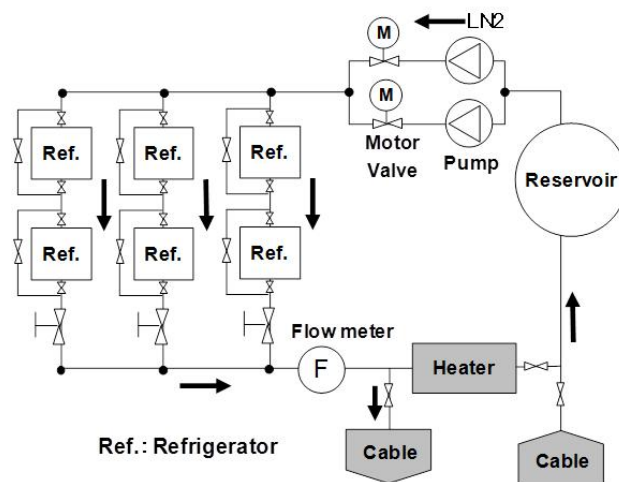 LN2
M
M
Motor
Valve
Pump
Reservoir
Ref.
Ref.
Ref.
Ref.
Ref.
Ref.
Flow meter
F
Heater
Cable
Cable
Ref.: Refrigerator